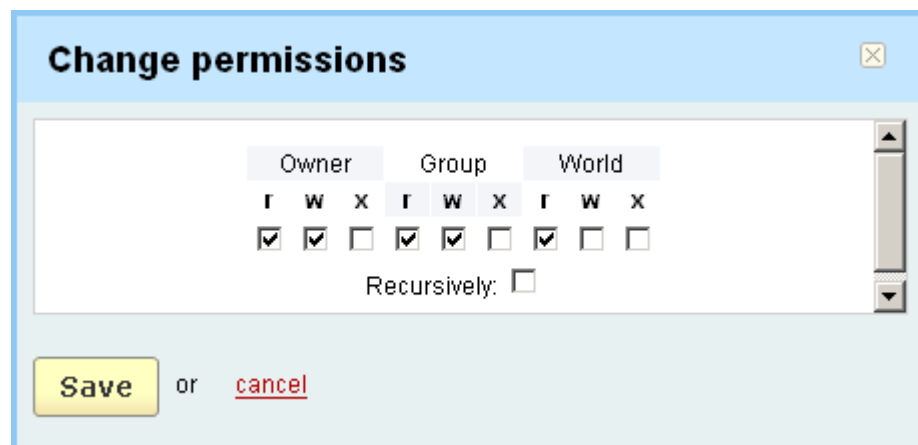 Change permissions
Owner Group World
r w x r w x r w x
Recursively:
Save or cancel